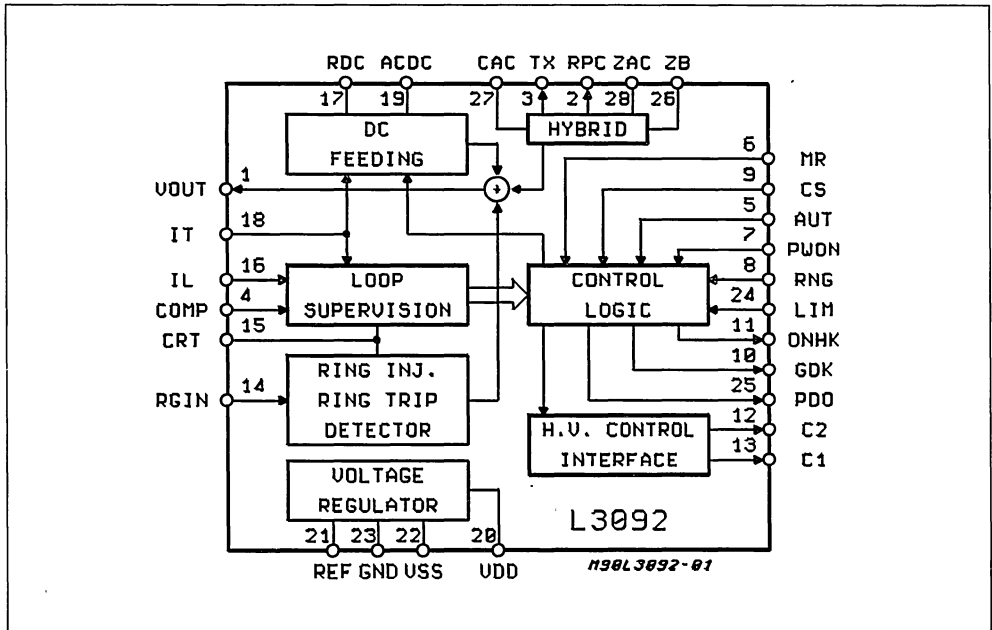 RDC ACDC CAC TX RPC ZAC ZB
17 19 27 3 2 28 26
DC
FEEDING
HYBRID
6 MR
9 CS
VOUT 1
+
5 AUT
IT 18
7 PWON
IL 16
LOOP
SUPERVISION
CONTROL
LOGIC
8 RNG
COMP 4
24 LIM
CRT 15
11 ONHK
10 GDK
RGIN 14
RING INJ.
RING TRIP
DETECTOR
25 PDO
H.V. CONTROL
INTERFACE
12 C2
13 C1
VOLTAGE
REGULATOR
21 23 22 20
REF GND VSS VDD
L3092
M90L3092-01